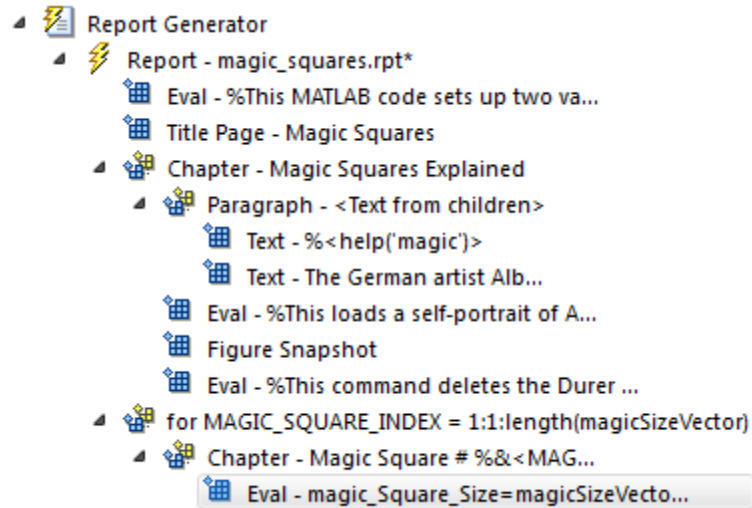 Report Generator
Report - magic_squares.rpt*
Eval - %This MATLAB code sets up two va...
Title Page - Magic Squares
Chapter - Magic Squares Explained
Paragraph - <Text from children>
Text - %<help('magic')>
Text - The German artist Alb...
Eval - %This loads a self-portrait of A...
Figure Snapshot
Eval - %This command deletes the Durer ...
for MAGIC_SQUARE_INDEX = 1:1:length(magicSizeVector)
Chapter - Magic Square # %&<MAG...
Eval - magic_Square_Size=magicSizeVecto...